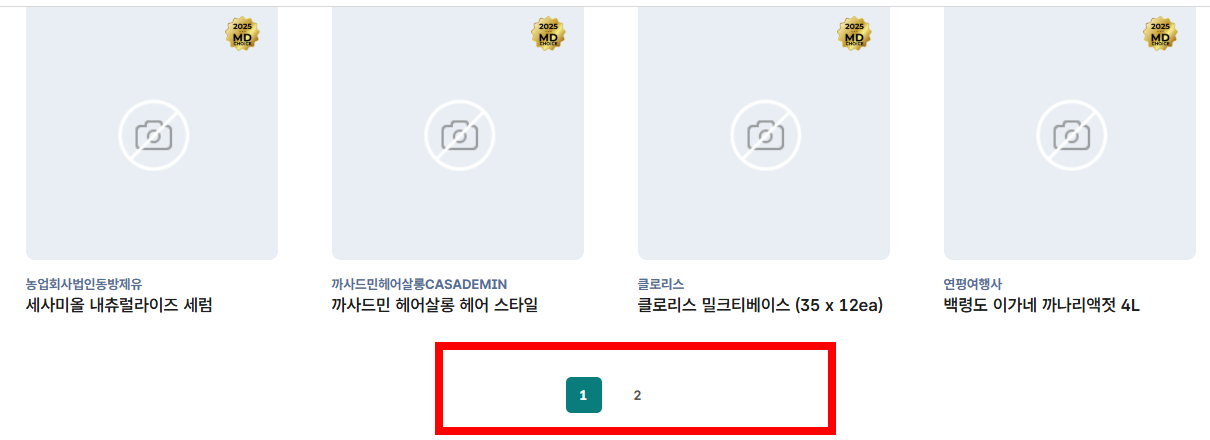 2025
MD
CHOICE
2025
MD
CHOICE
2025
MD
CHOICE
2025
MD
CHOICE
농업회사법인동방제유
세사미올 내츄럴라이즈 세럼
까사드민헤어살롱CASADEMIN
까사드민 헤어살롱 헤어 스타일
클로리스
클로리스 밀크티베이스 (35 x 12ea)
연평여행사
백령도 이가네 까나리액젓 4L
1 2